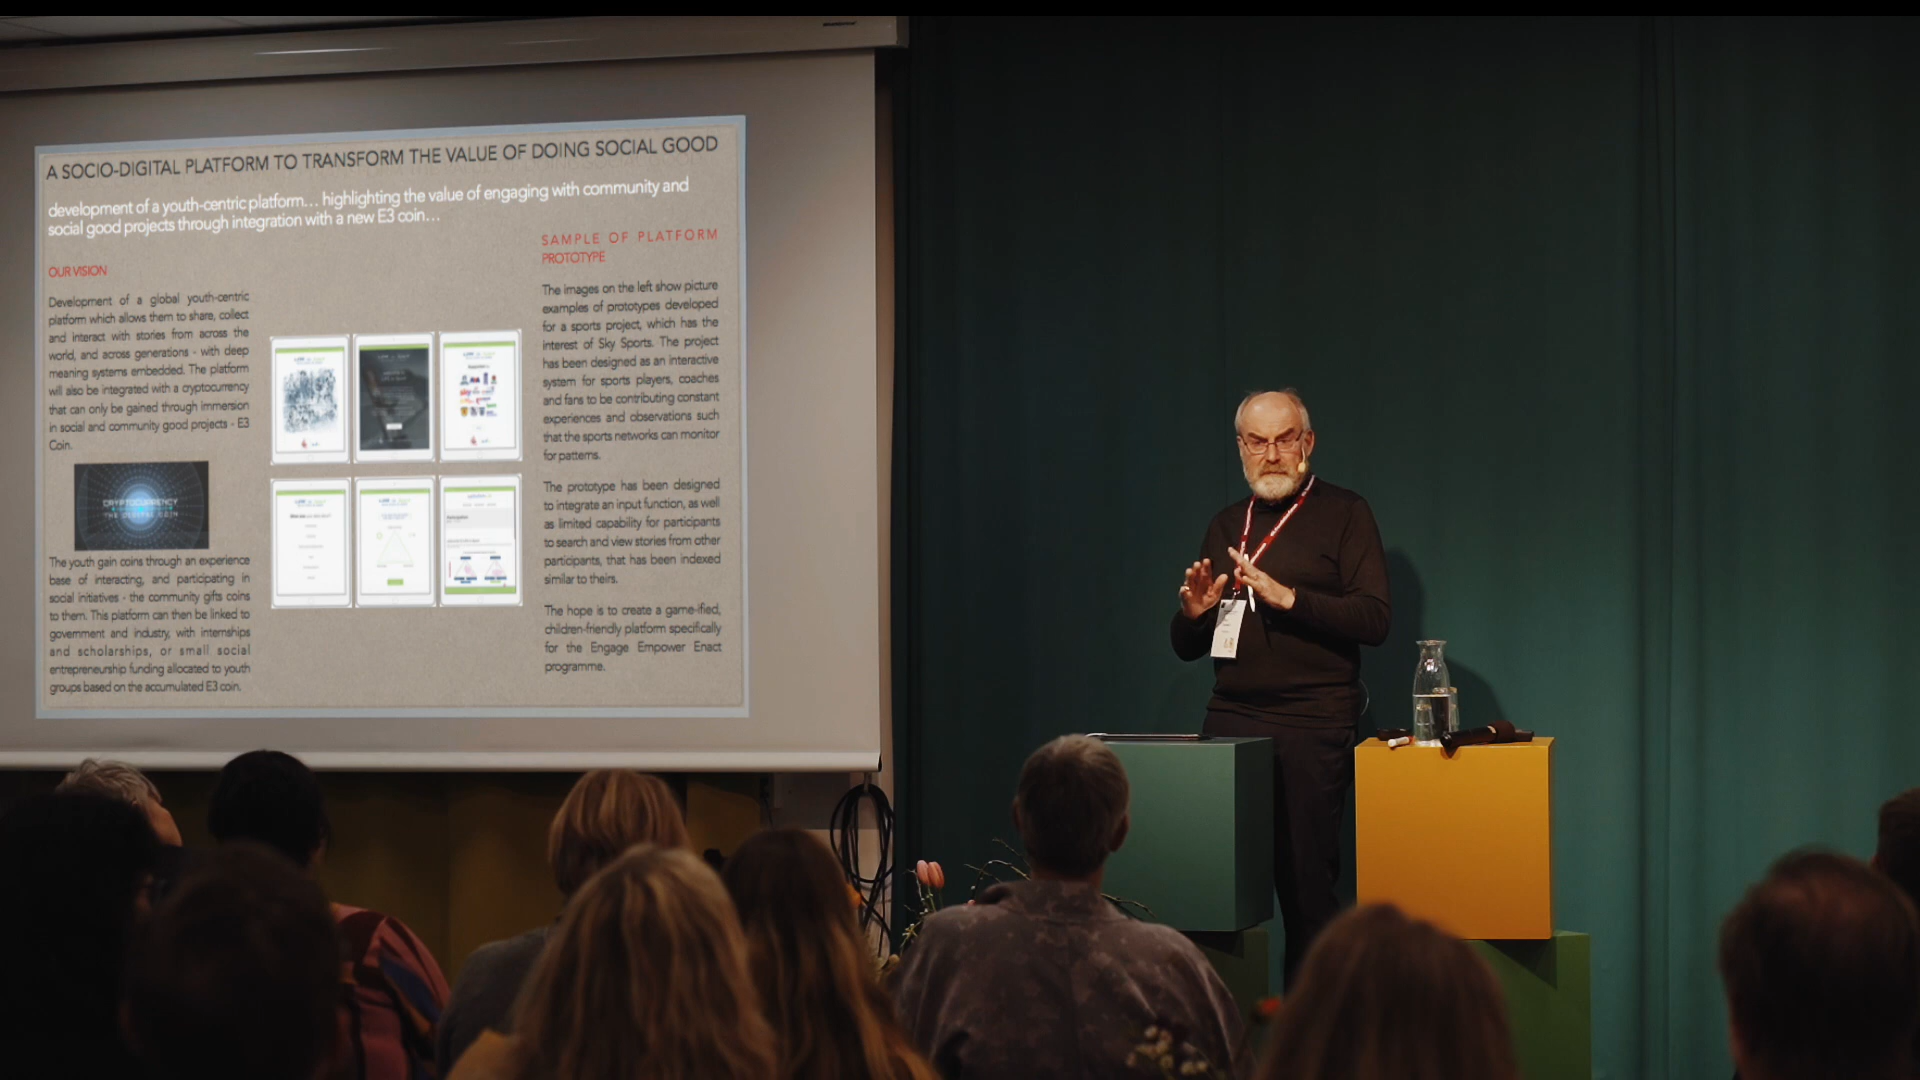 A SOCIO-DIGITAL PLATFORM TO TRANSFORM THE VALUE OF DOING SOCIAL GOOD
development of a youth-centric platform… highlighting the value of engaging with community and
social good projects through integration with a new E3 coin…
OUR VISION
Development of a global youth-centric
platform which allows them to share, collect
and interact with stories from across the
world, and across generations - with deep
meaning systems embedded. The platform
will also be integrated with a cryptocurrency
that can only be gained through immersion
in social and community good projects - E3
Coin.
CRYPTOCURRENCY
THE DIGITAL COIN
The youth gain coins through an experience
base of interacting, and participating in
social initiatives - the community gifts coins
to them. This platform can then be linked to
government and industry, with internships
and scholarships, or small social
entrepreneurship funding allocated to youth
groups based on the accumulated E3 coin.
SAMPLE OF PLATFORM
PROTOTYPE
The images on the left show picture
examples of prototypes developed
for a sports project, which has the
interest of Sky Sports. The project
has been designed as an interactive
system for sports players, coaches
and fans to be contributing constant
experiences and observations such
that the sports networks can monitor
for patterns.
The prototype has been designed
to integrate an input function, as well
as limited capability for participants
to search and view stories from other
participants, that has been indexed
similar to theirs.
The hope is to create a game-ified,
children-friendly platform specifically
for the Engage Empower Enact
programme.